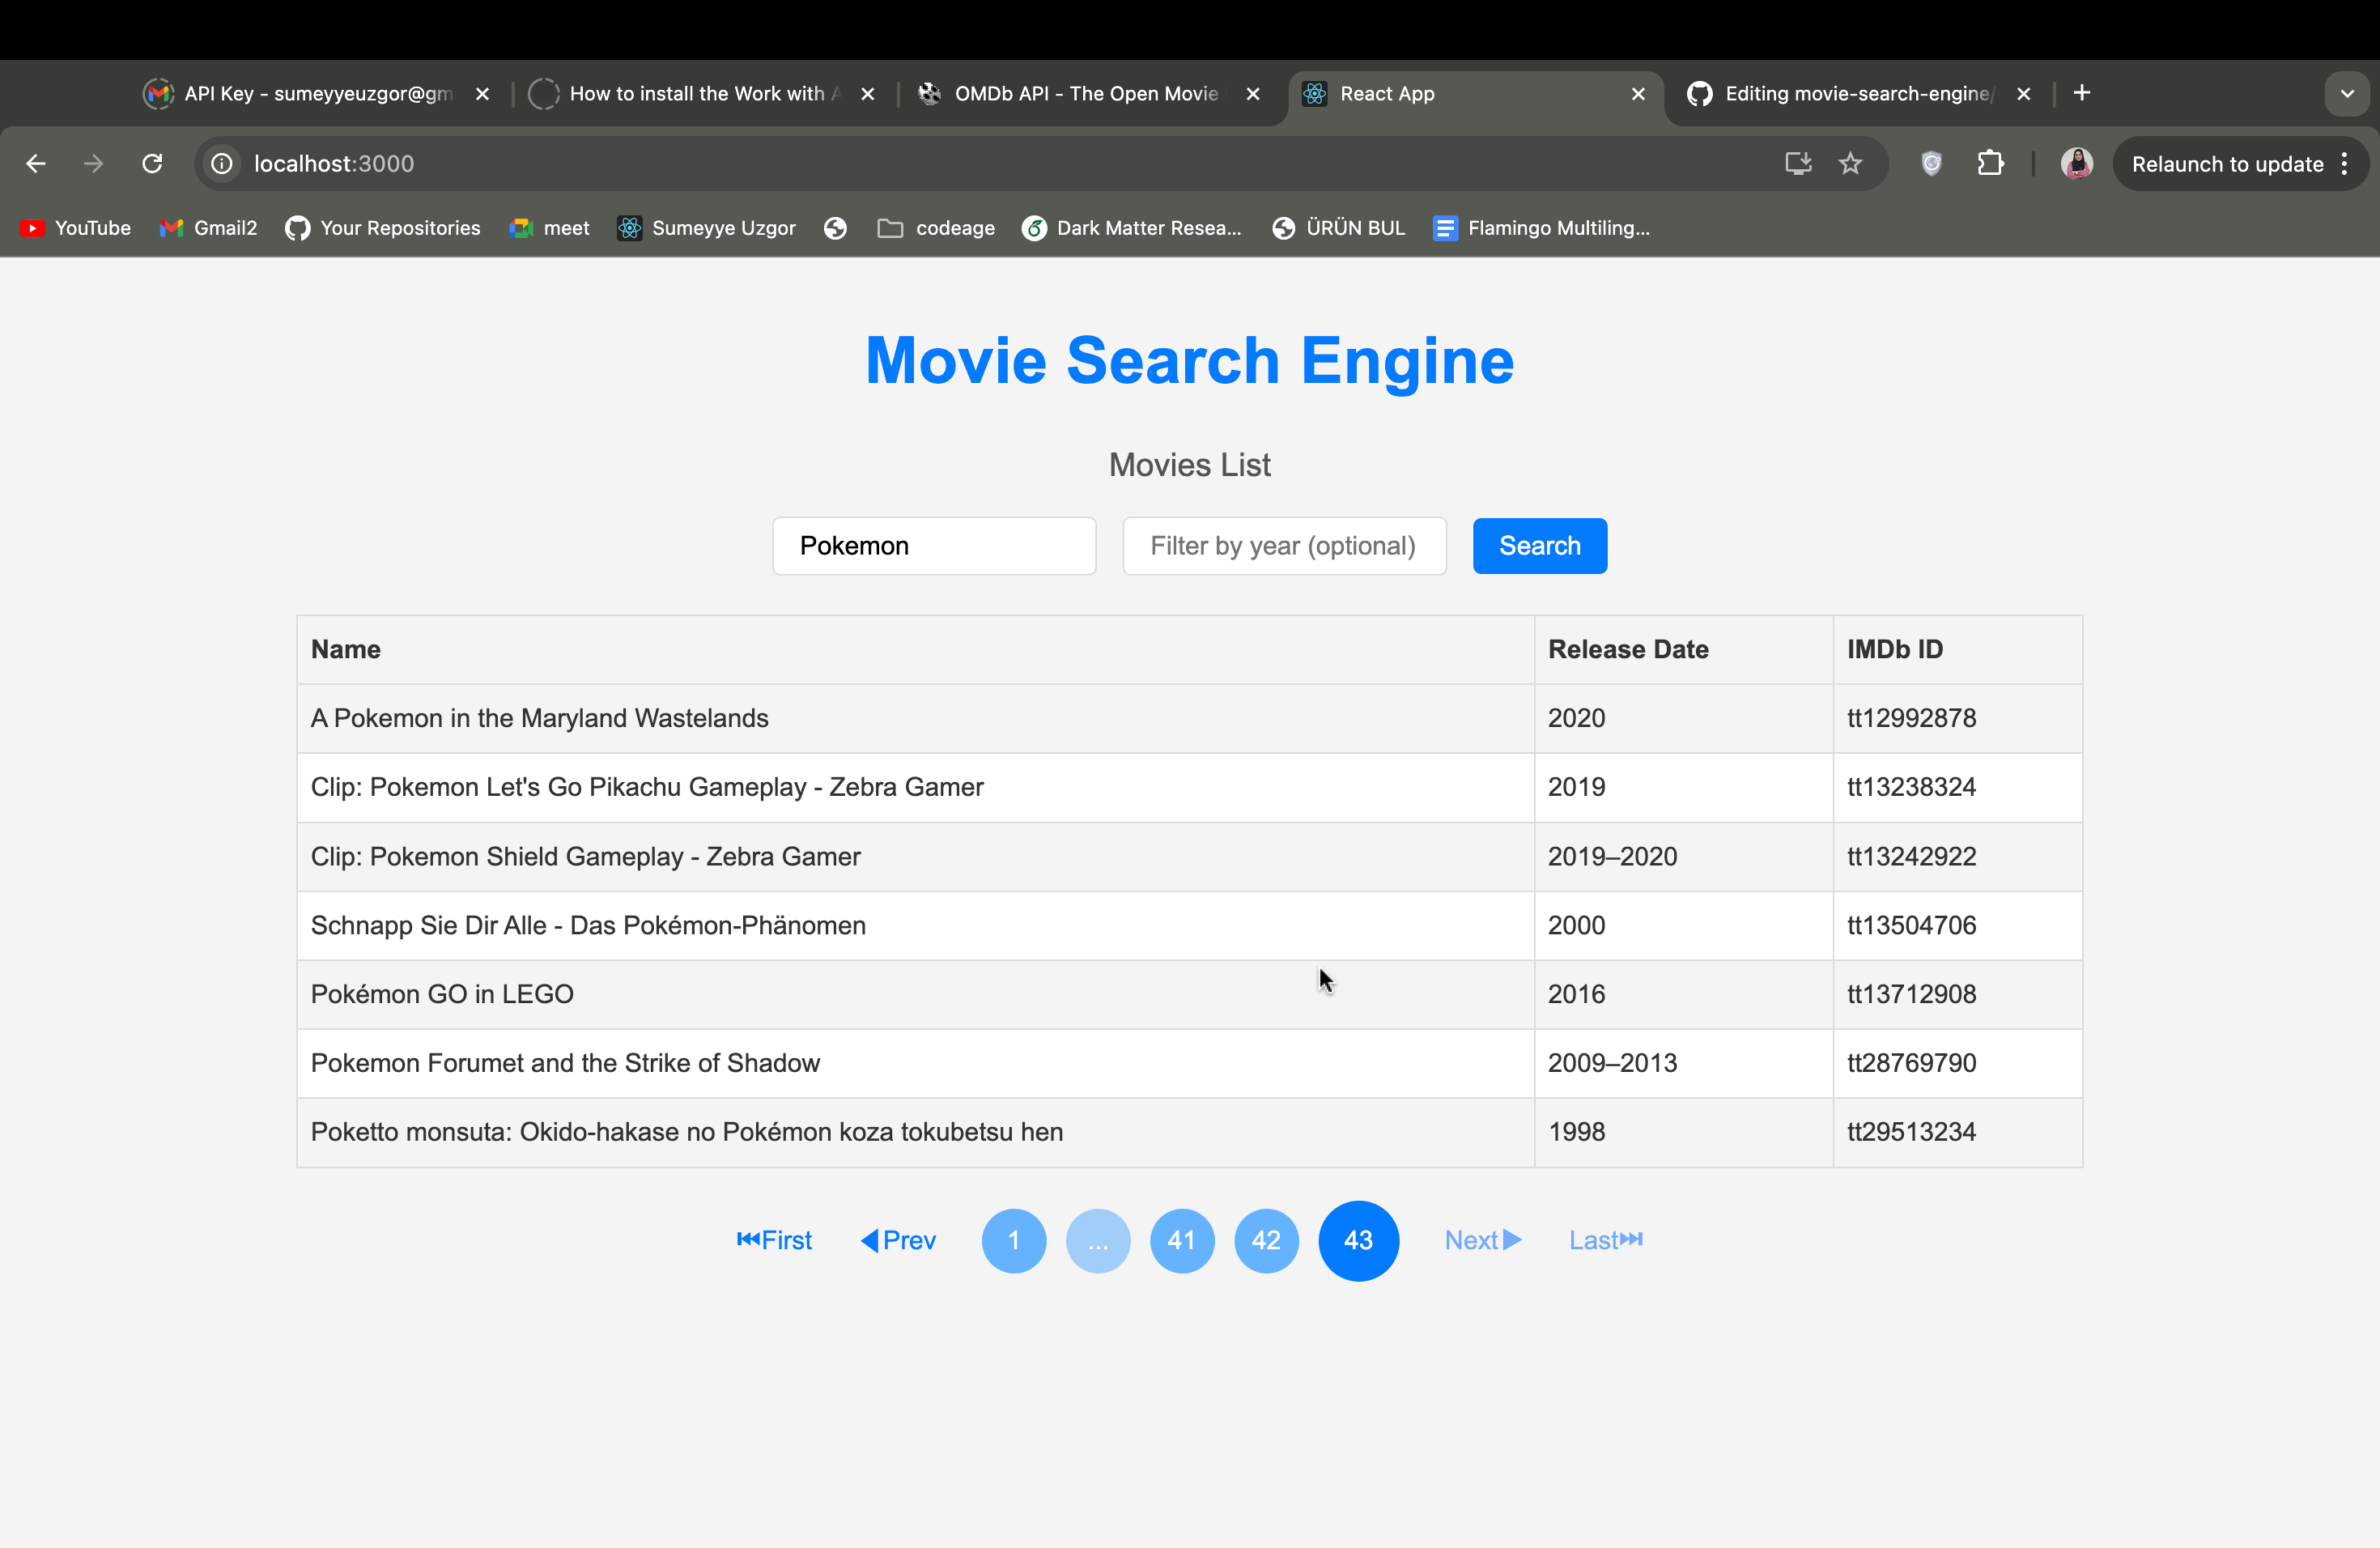 API Key - sumeyyeuzgor@gm
How to install the Work with A
OMDb API - The Open Movie
React App
Editing movie-search-engine/
localhost:3000
Relaunch to update
YouTube
Gmail2
Your Repositories
meet
Sumeyye Uzgor
codeage
Dark Matter Resea...
ÜRÜN BUL
Flamingo Multiling...
Movie Search Engine
Movies List
Pokemon
Filter by year (optional)
Search
Name Release Date IMDb ID
A Pokemon in the Maryland Wastelands 2020 tt12992878
Clip: Pokemon Let's Go Pikachu Gameplay - Zebra Gamer 2019 tt13238324
Clip: Pokemon Shield Gameplay - Zebra Gamer 2019–2020 tt13242922
Schnapp Sie Dir Alle - Das Pokémon-Phänomen 2000 tt13504706
Pokémon GO in LEGO 2016 tt13712908
Pokemon Forumet and the Strike of Shadow 2009–2013 tt28769790
Poketto monsuta: Okido-hakase no Pokémon koza tokubetsu hen 1998 tt29513234
⏮First ◀Prev 1 ... 41 42 43 Next▶ Last⏭